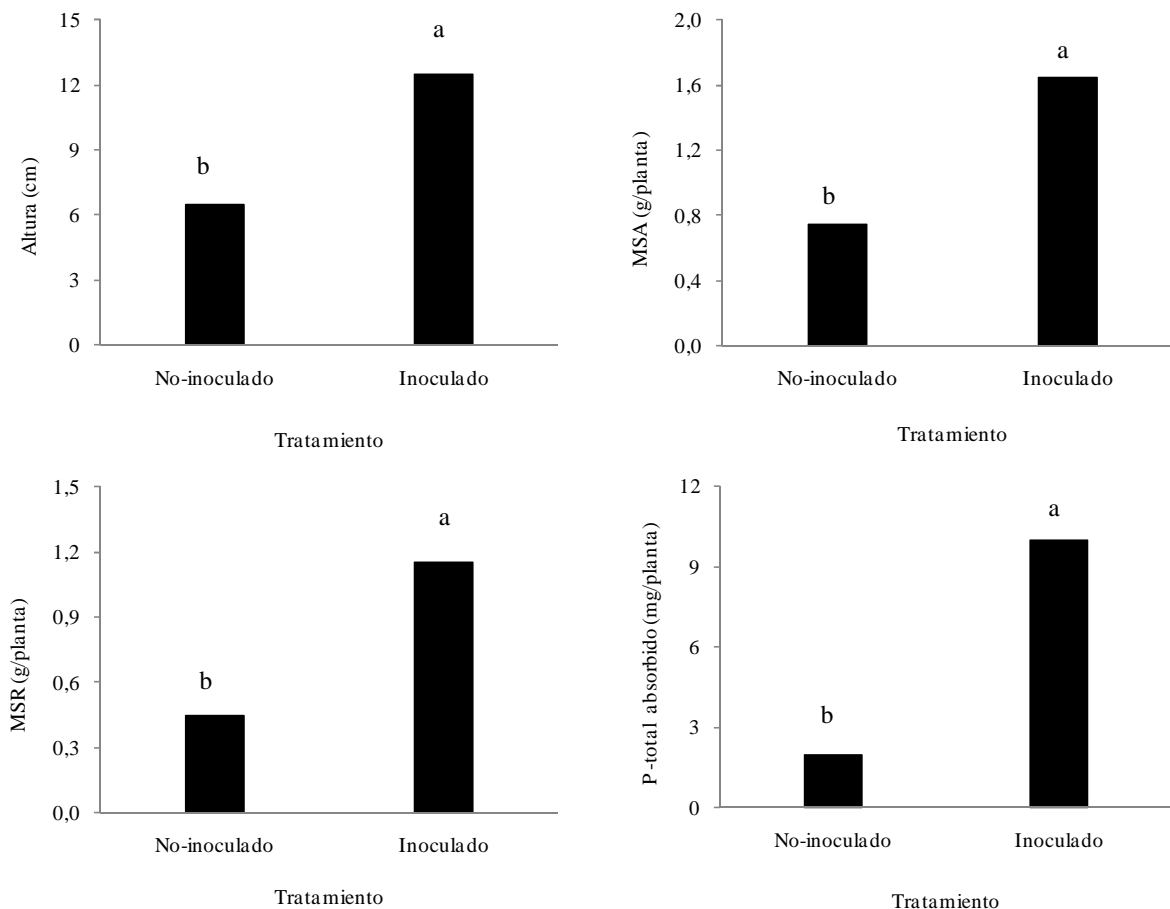 Altura (cm)
15
12
9
6
3
0
b
a
No-inoculado
Inoculado
Tratamiento
MSA (g/planta)
2,0
1,6
1,2
0,8
0,4
0,0
b
a
No-inoculado
Inoculado
Tratamiento
MSR (g/planta)
1,5
1,2
0,9
0,6
0,3
0,0
b
a
No-inoculado
Inoculado
Tratamiento
P-total absorbido (mg/planta)
12
9
6
3
0
b
a
No-inoculado
Inoculado
Tratamiento